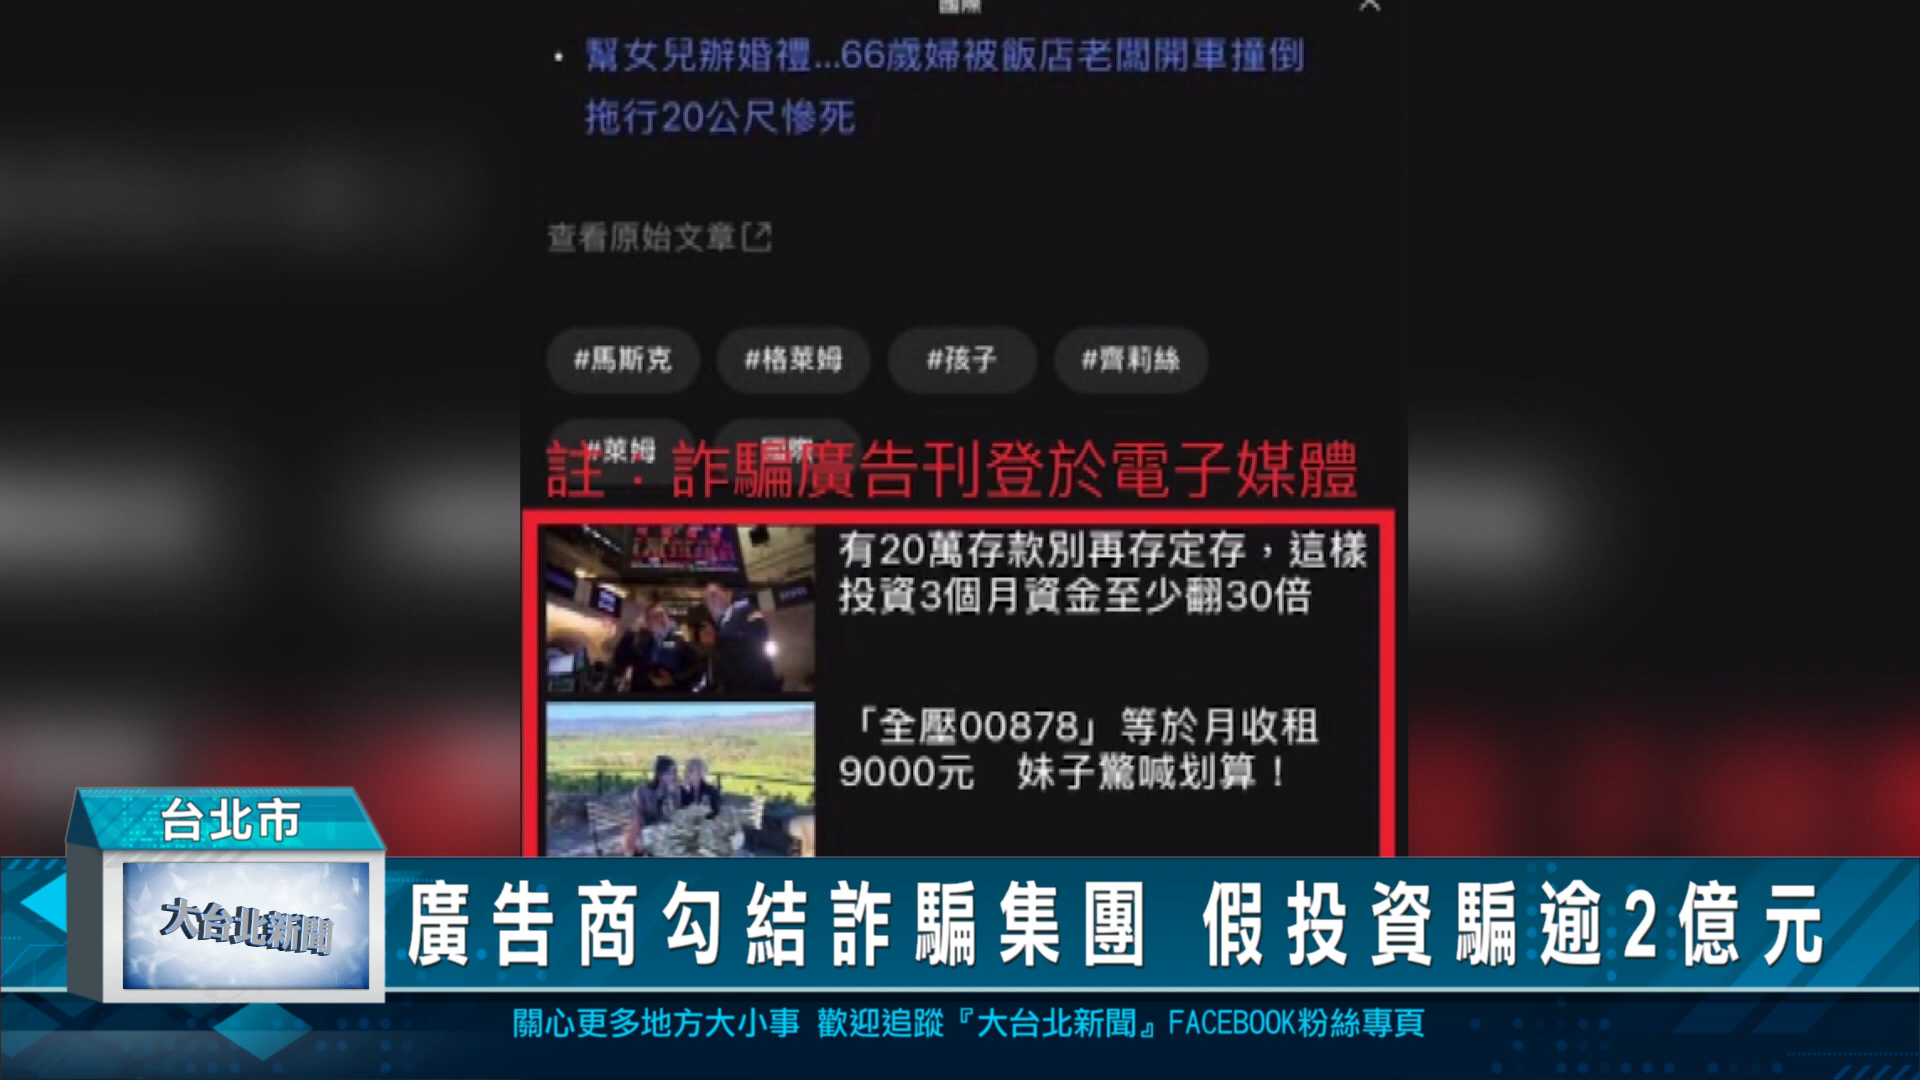 國際
幫女兒辦婚禮...66歲婦被飯店老闆開車撞倒
拖行20公尺慘死
查看原始文章
#馬斯克 #格萊姆 #孩子 #齊莉絲
#萊姆 國際
註：詐騙廣告刊登於電子媒體
有20萬存款別再存定存，這樣
投資3個月資金至少翻30倍
「全壓00878」等於月收租
9000元　妹子驚喊划算！
台北市
大台北新聞
廣告商勾結詐騙集團 假投資騙逾2億元
關心更多地方大小事 歡迎追蹤『大台北新聞』FACEBOOK粉絲專頁